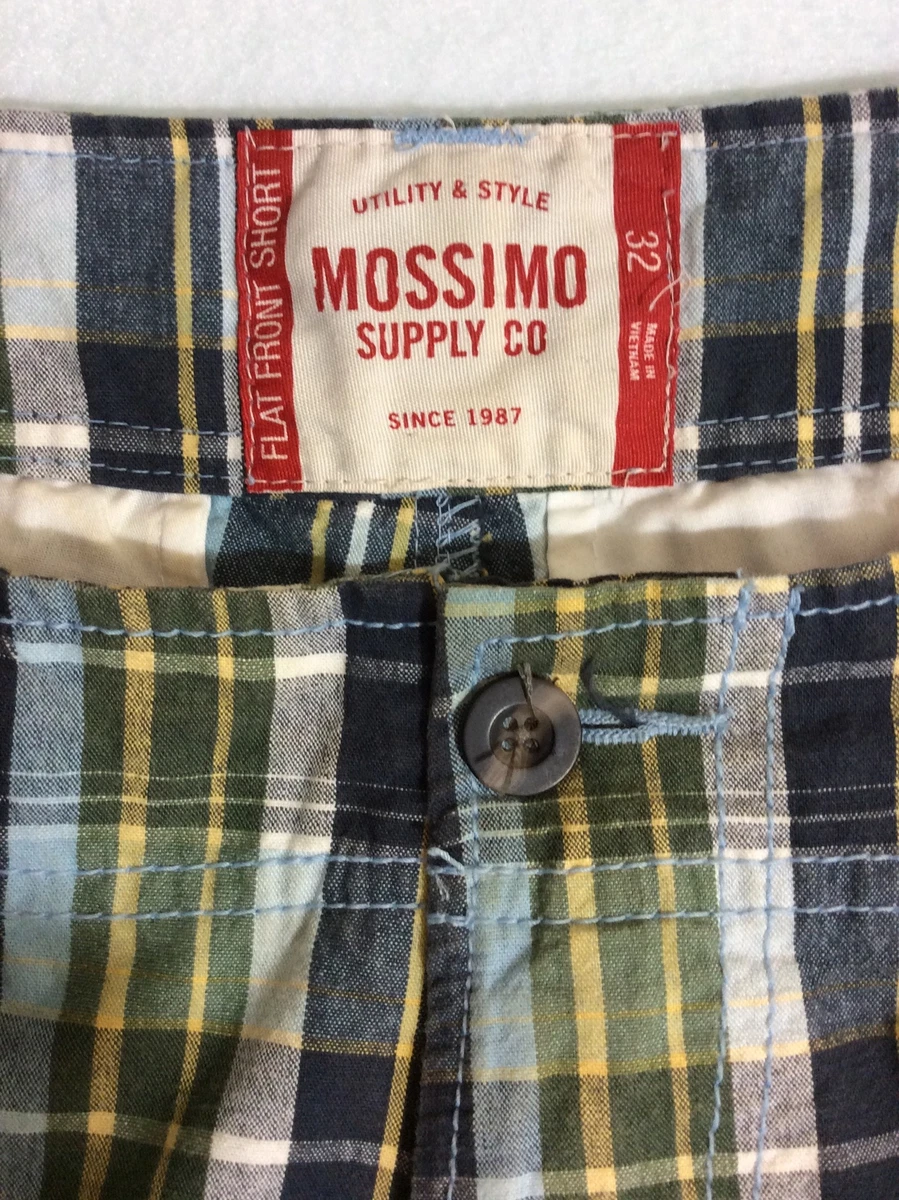 FLAT FRONT SHORT
UTILITY & STYLE
MOSSIMO
SUPPLY CO
SINCE 1987
32
MADE IN
VIETNAM